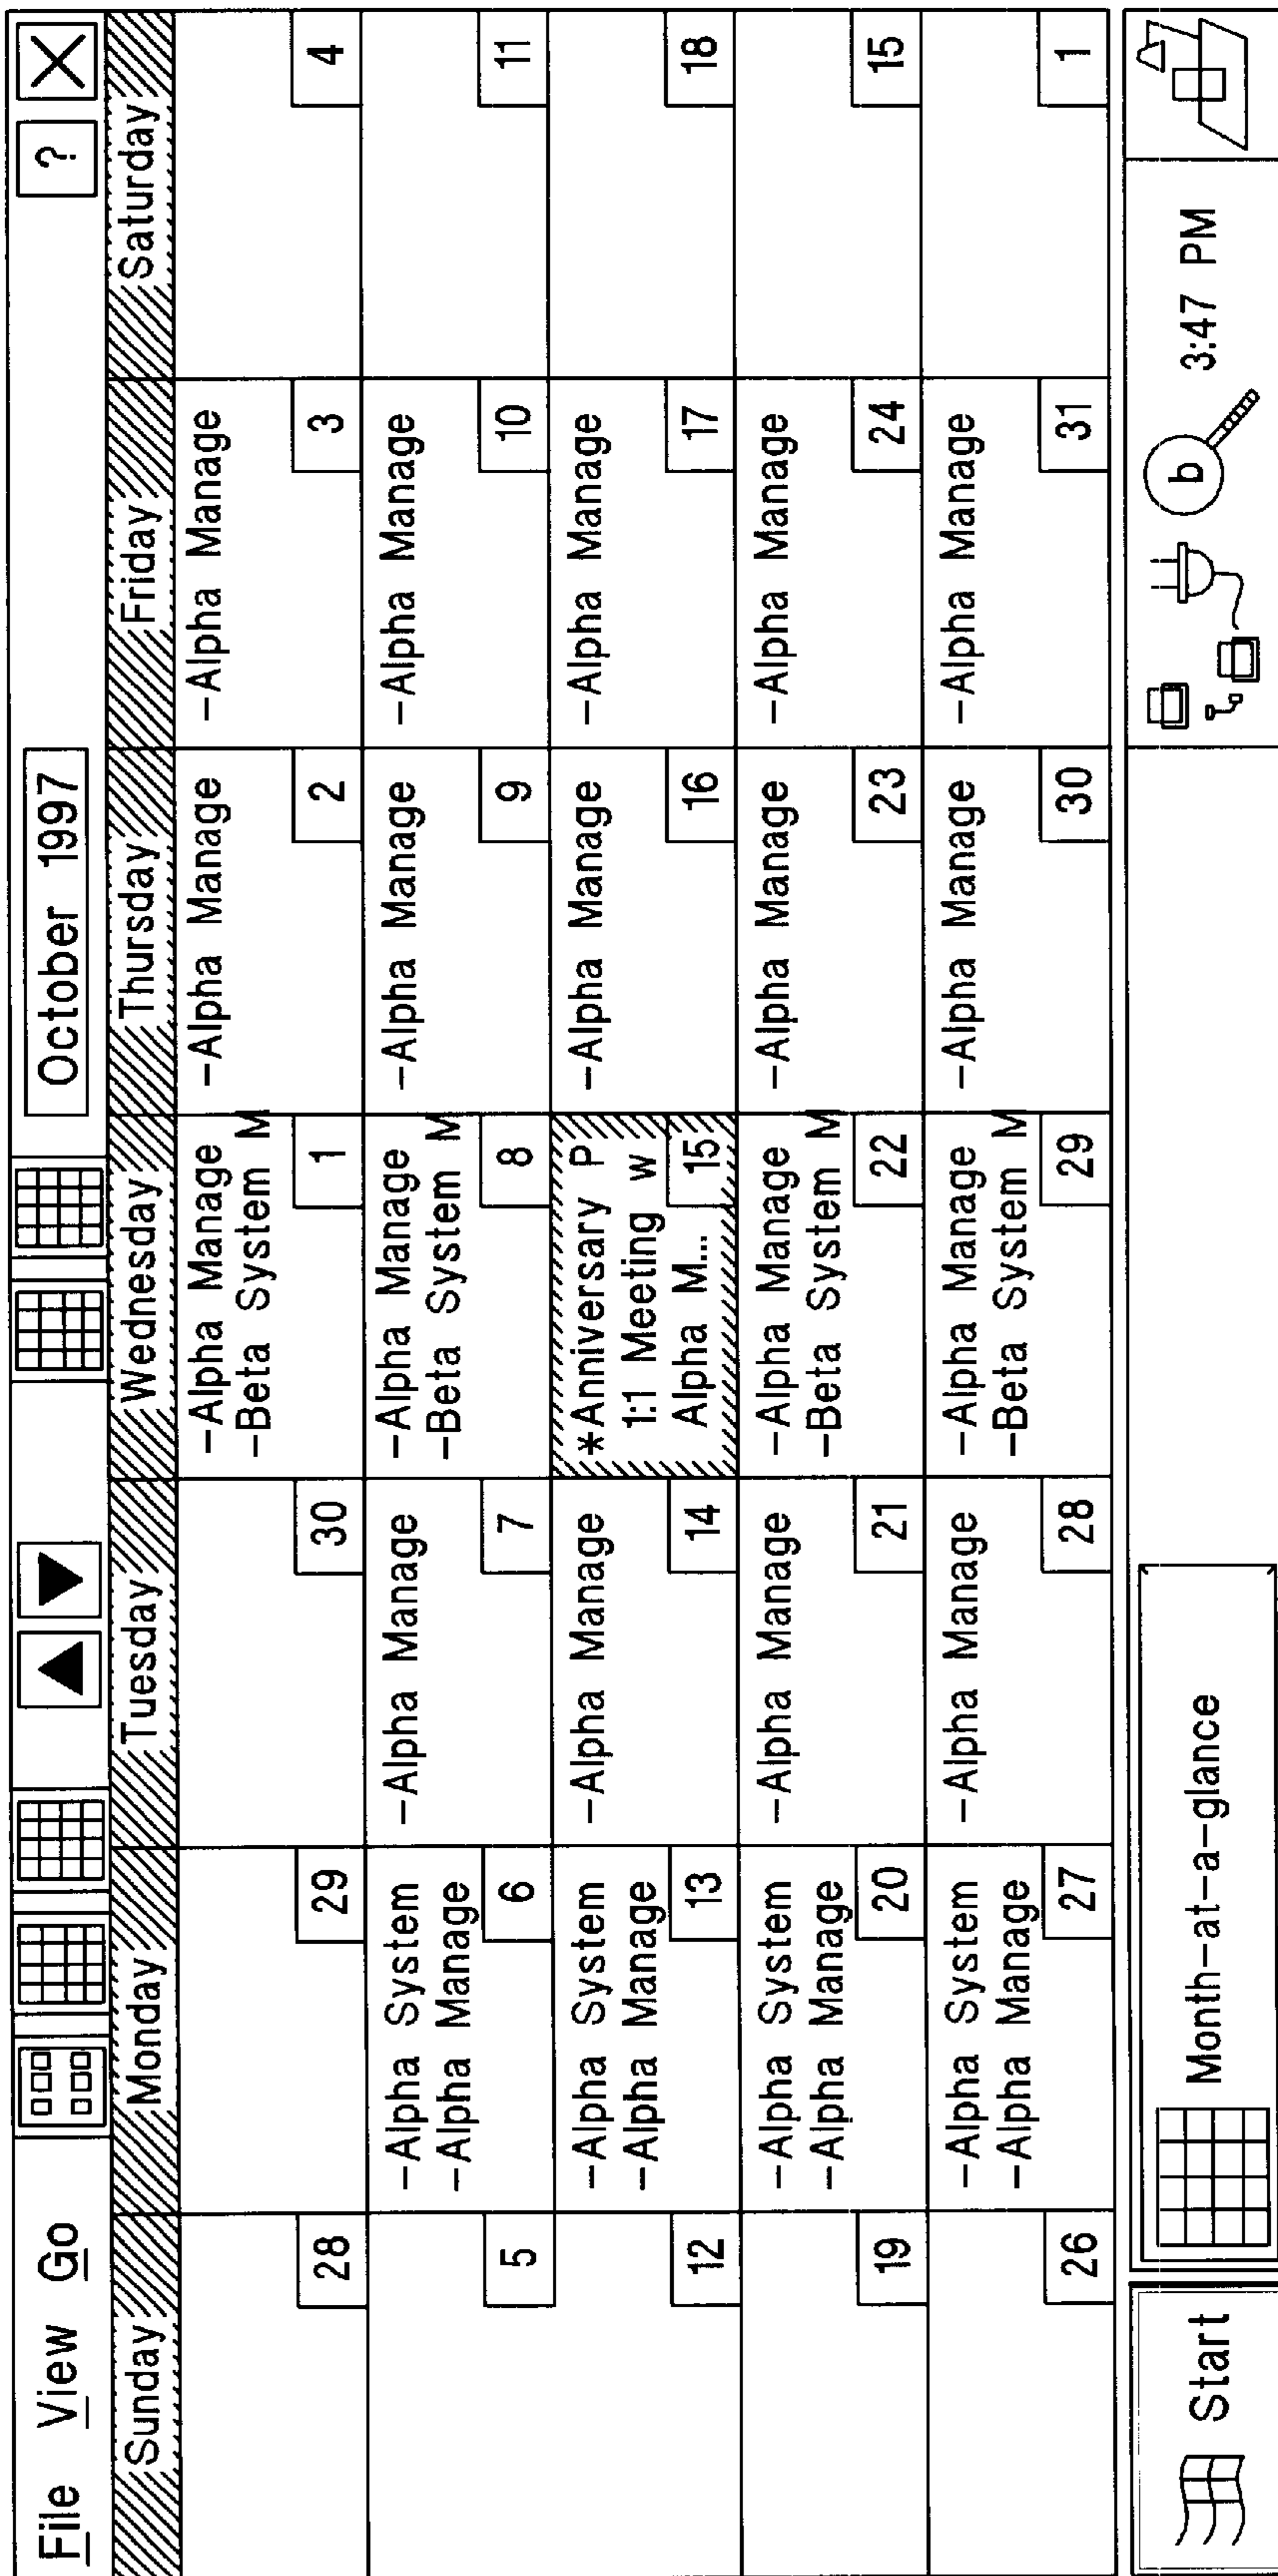 File View Go October 1997 ? X
Sunday Monday Tuesday Wednesday Thursday Friday Saturday
28
29
30
-Alpha Manage
-Beta System M
1
-Alpha Manage
2
-Alpha Manage
3
4
5
-Alpha System
-Alpha Manage
6
-Alpha Manage
7
-Alpha Manage
-Beta System M
8
-Alpha Manage
9
-Alpha Manage
10
11
12
-Alpha System
-Alpha Manage
13
-Alpha Manage
14
*Anniversary P
1:1 Meeting w
Alpha M...
15
-Alpha Manage
16
-Alpha Manage
17
18
19
-Alpha System
-Alpha Manage
20
-Alpha Manage
21
-Alpha Manage
-Beta System M
22
-Alpha Manage
23
-Alpha Manage
24
15
26
-Alpha System
-Alpha Manage
27
-Alpha Manage
28
-Alpha Manage
-Beta System M
29
-Alpha Manage
30
-Alpha Manage
31
1
Start Month-at-a-glance b 3:47 PM